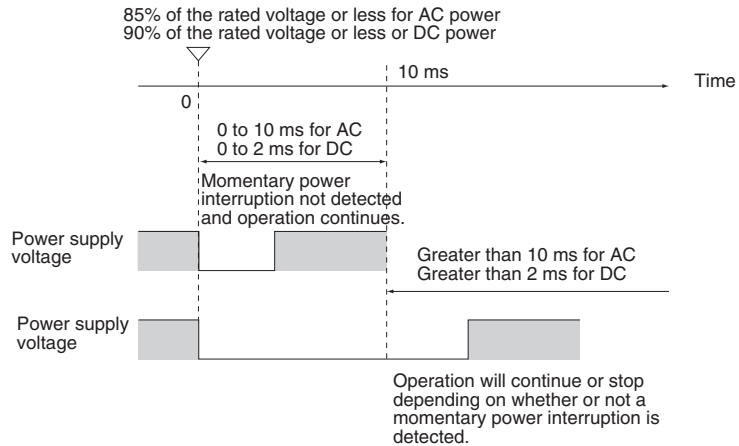 85% of the rated voltage or less for AC power
90% of the rated voltage or less or DC power
10 ms
Time
0
0 to 10 ms for AC
0 to 2 ms for DC
Momentary power
interruption not detected
and operation continues.
Power supply
voltage
Greater than 10 ms for AC
Greater than 2 ms for DC
Power supply
voltage
Operation will continue or stop
depending on whether or not a
momentary power interruption is
detected.